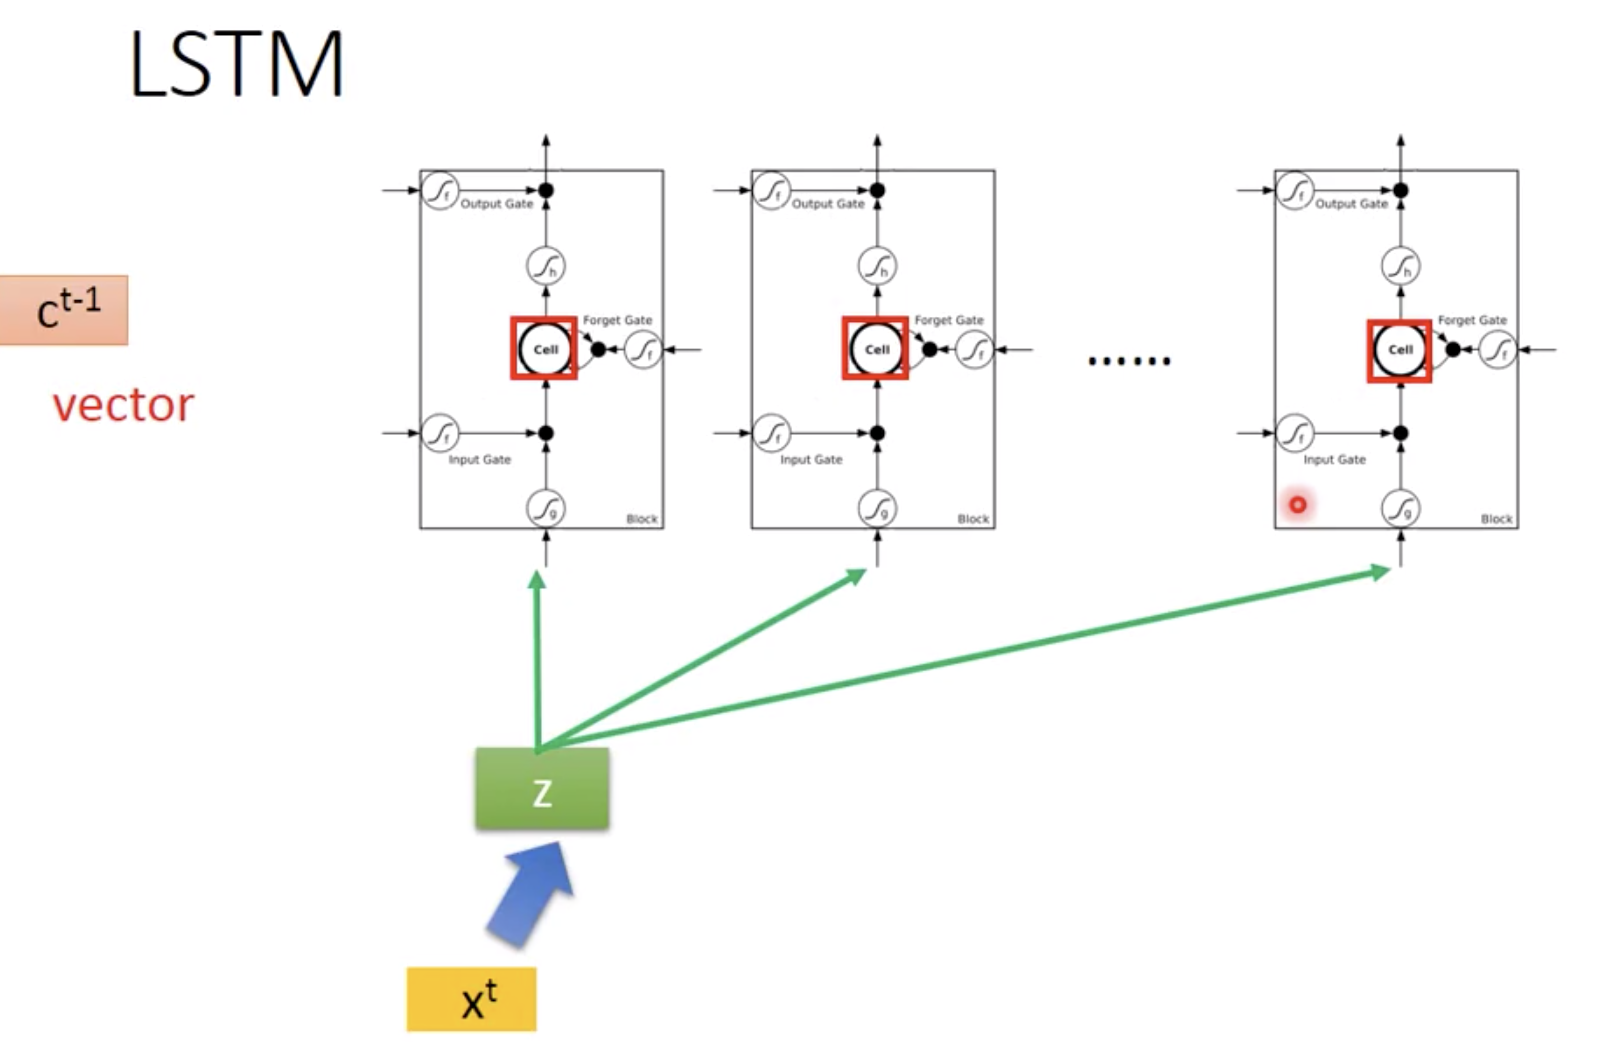 LSTM
Output Gate
Output Gate
Output Gate
f
f
f
h
h
h
c^t-1
Forget Gate
Forget Gate
Forget Gate
Cell
f
Cell
f
......
Cell
f
vector
f
f
f
Input Gate
Input Gate
Input Gate
g
g
g
Block
Block
Block
z
x^t